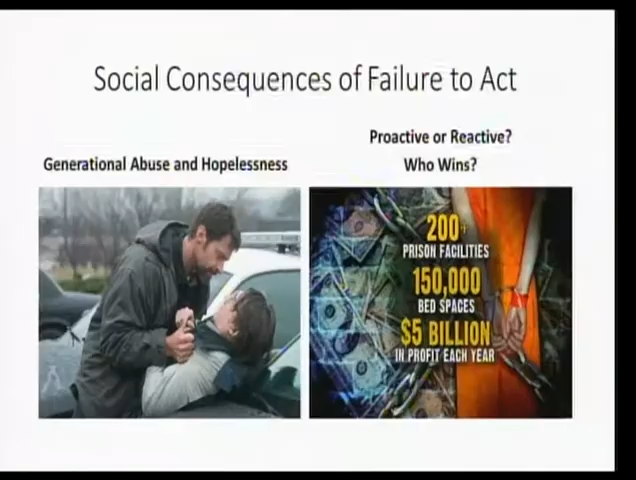 Social Consequences of Failure to Act
Generational Abuse and Hopelessness
Proactive or Reactive?
Who Wins?
200+
PRISON FACILITIES
150,000
BED SPACES
$5 BILLION
IN PROFIT EACH YEAR